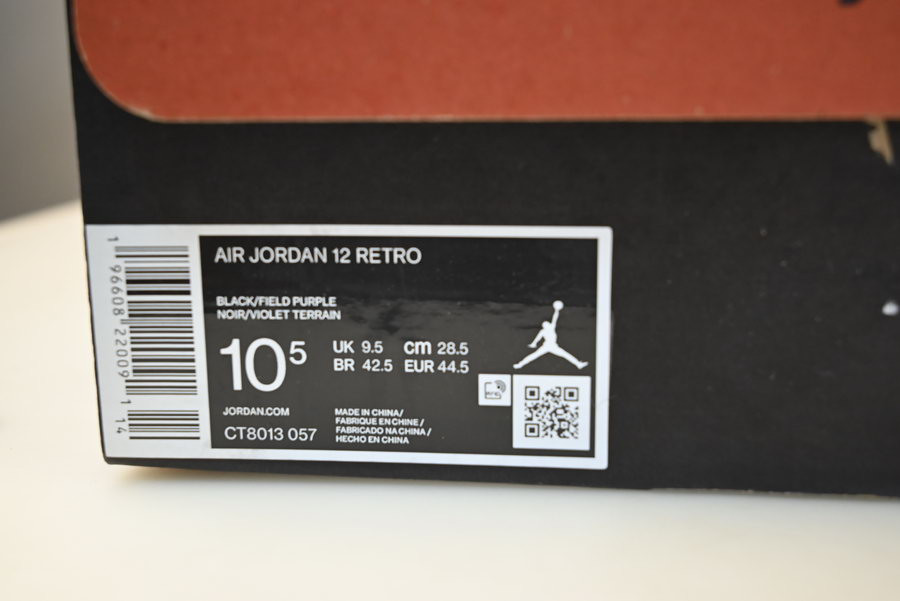 1 96608 22009 1 14
AIR JORDAN 12 RETRO
BLACK/FIELD PURPLE
NOIR/VIOLET TERRAIN
10⁵
UK 9.5 cm 28.5
BR 42.5 EUR 44.5
JORDAN.COM
CT8013 057
MADE IN CHINA/
FABRIQUE EN CHINE /
FABRICADO NA CHINA /
HECHO EN CHINA